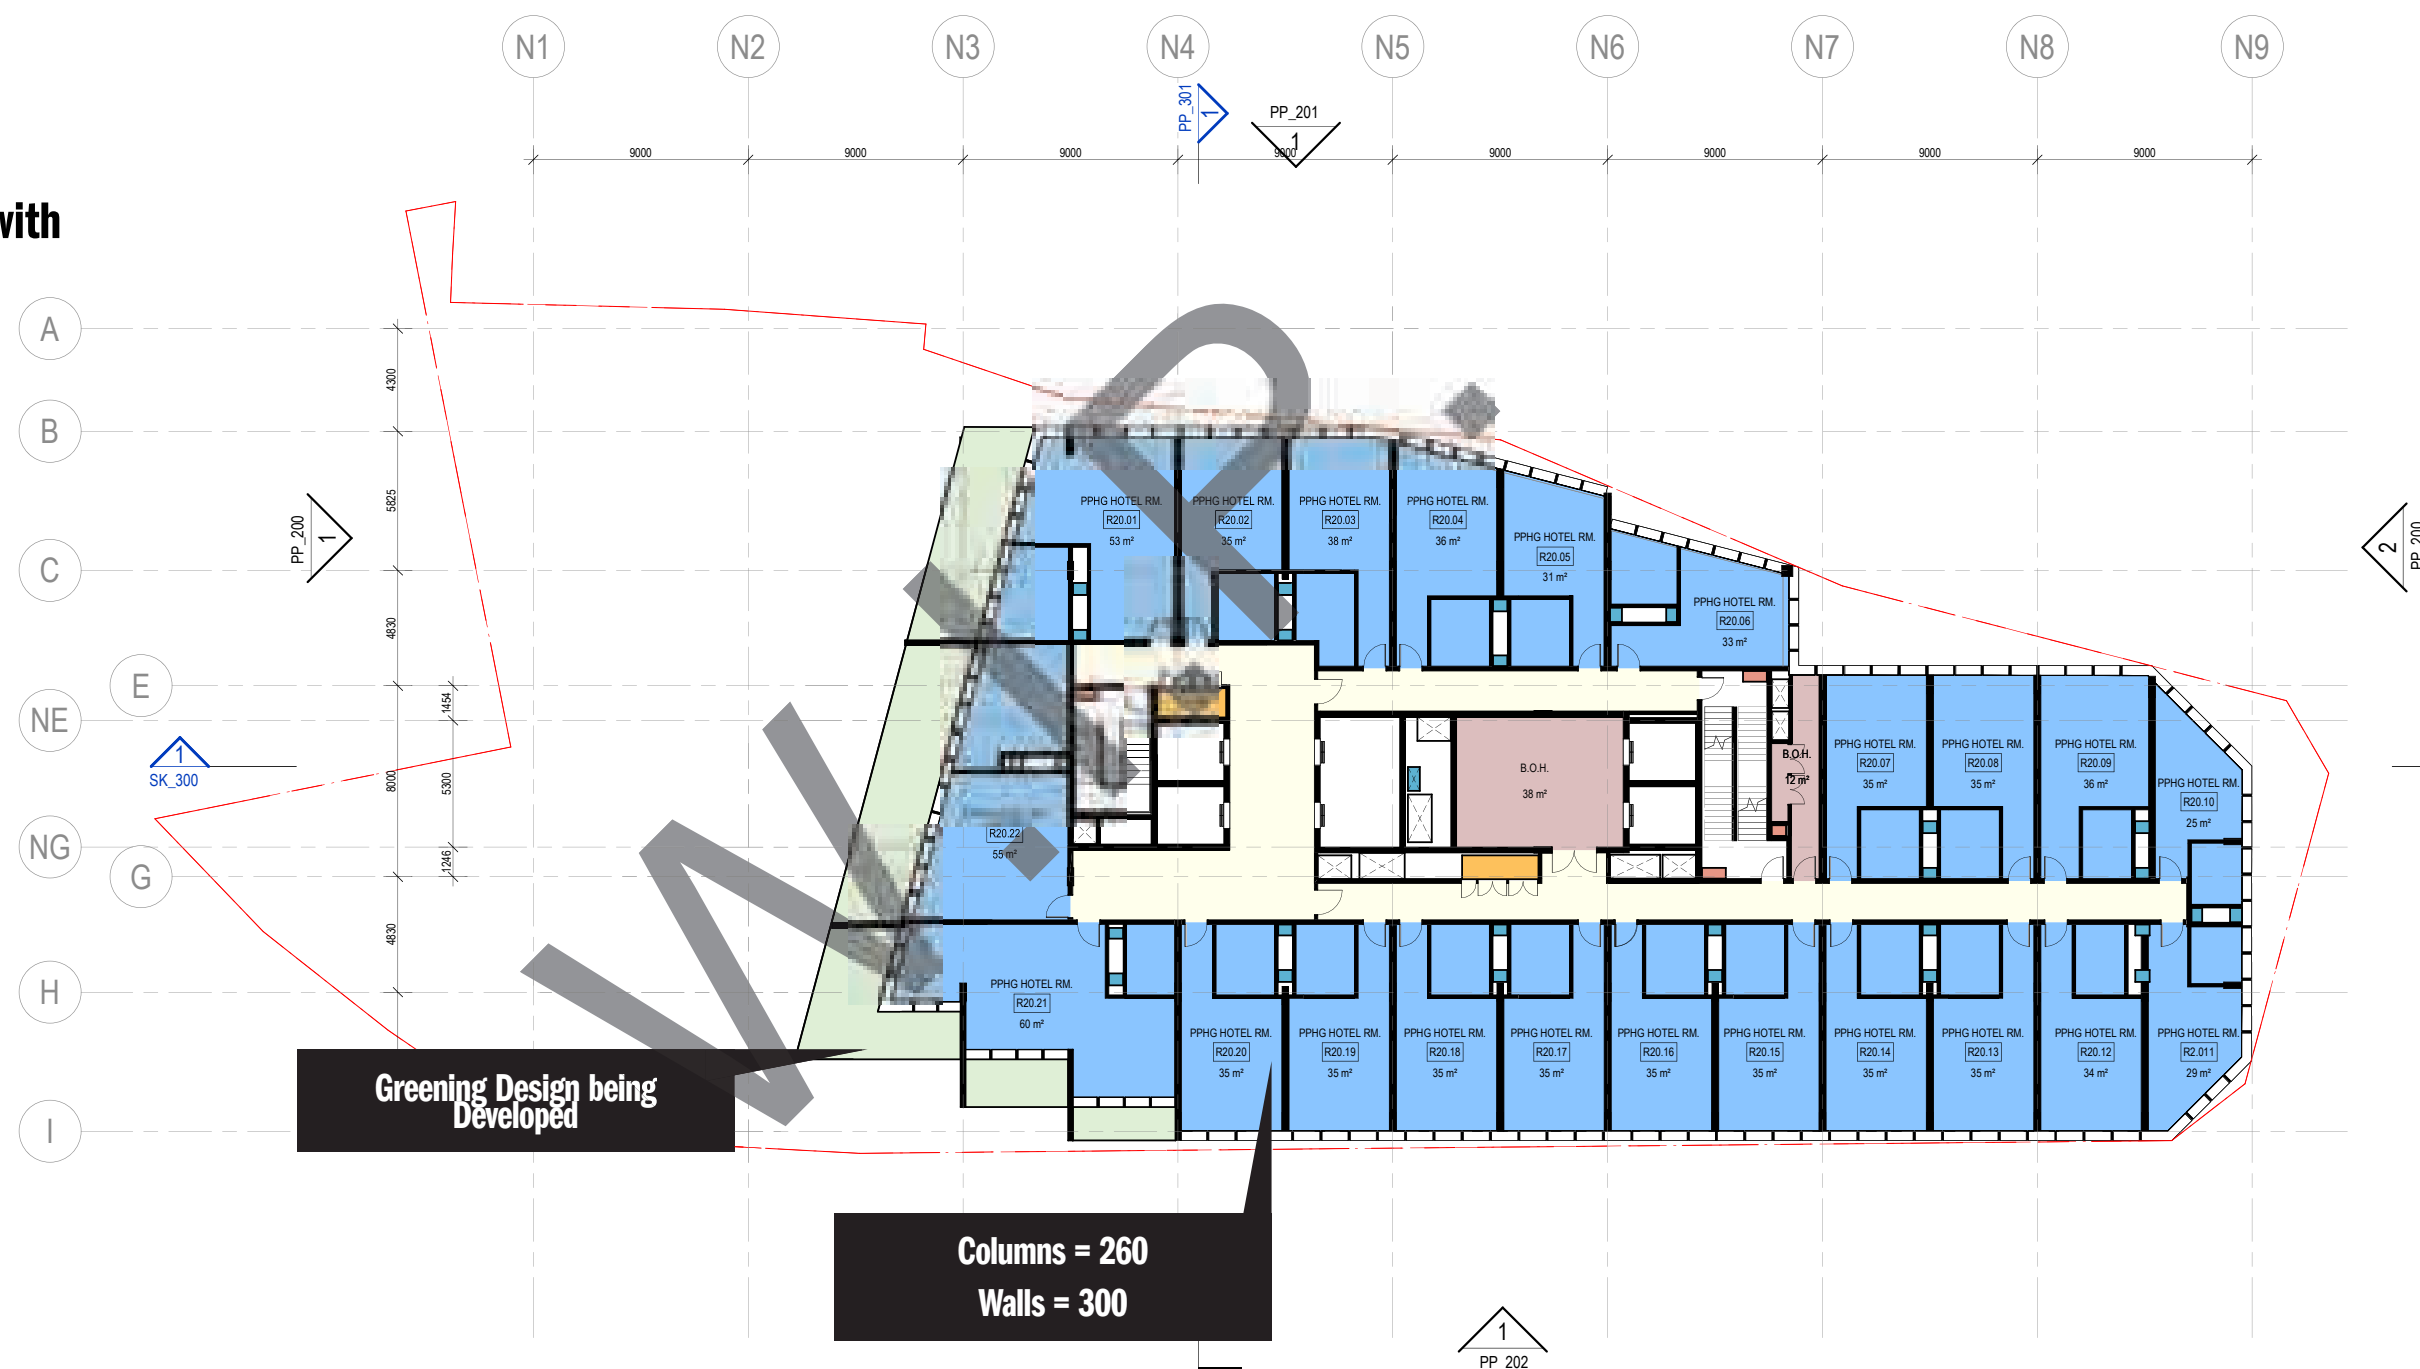 N1 N2 N3 N4 N5 N6 N7 N8 N9
PP_301
1
PP_201
1
9000 9000 9000 9000 9000 9000 9000 9000
with
A
B
C
E
NE
NG
G
H
I
4300
5825
4830
1454
8000
5300
1246
4830
PP_200
1
2
PP_200
1
SK_300
PPHG HOTEL RM.
R20.01
53 m²
PPHG HOTEL RM.
R20.02
35 m²
PPHG HOTEL RM.
R20.03
38 m²
PPHG HOTEL RM.
R20.04
36 m²
PPHG HOTEL RM.
R20.05
31 m²
PPHG HOTEL RM.
R20.06
33 m²
B.O.H.
38 m²
B.O.H.
12 m²
PPHG HOTEL RM.
R20.07
35 m²
PPHG HOTEL RM.
R20.08
35 m²
PPHG HOTEL RM.
R20.09
36 m²
PPHG HOTEL RM.
R20.10
25 m²
R20.22
55 m²
PPHG HOTEL RM.
R20.21
60 m²
PPHG HOTEL RM.
R20.20
35 m²
PPHG HOTEL RM.
R20.19
35 m²
PPHG HOTEL RM.
R20.18
35 m²
PPHG HOTEL RM.
R20.17
35 m²
PPHG HOTEL RM.
R20.16
35 m²
PPHG HOTEL RM.
R20.15
35 m²
PPHG HOTEL RM.
R20.14
35 m²
PPHG HOTEL RM.
R20.13
35 m²
PPHG HOTEL RM.
R20.12
34 m²
PPHG HOTEL RM.
R2.011
29 m²
Greening Design being
Developed
Columns = 260
Walls = 300
1
PP_202